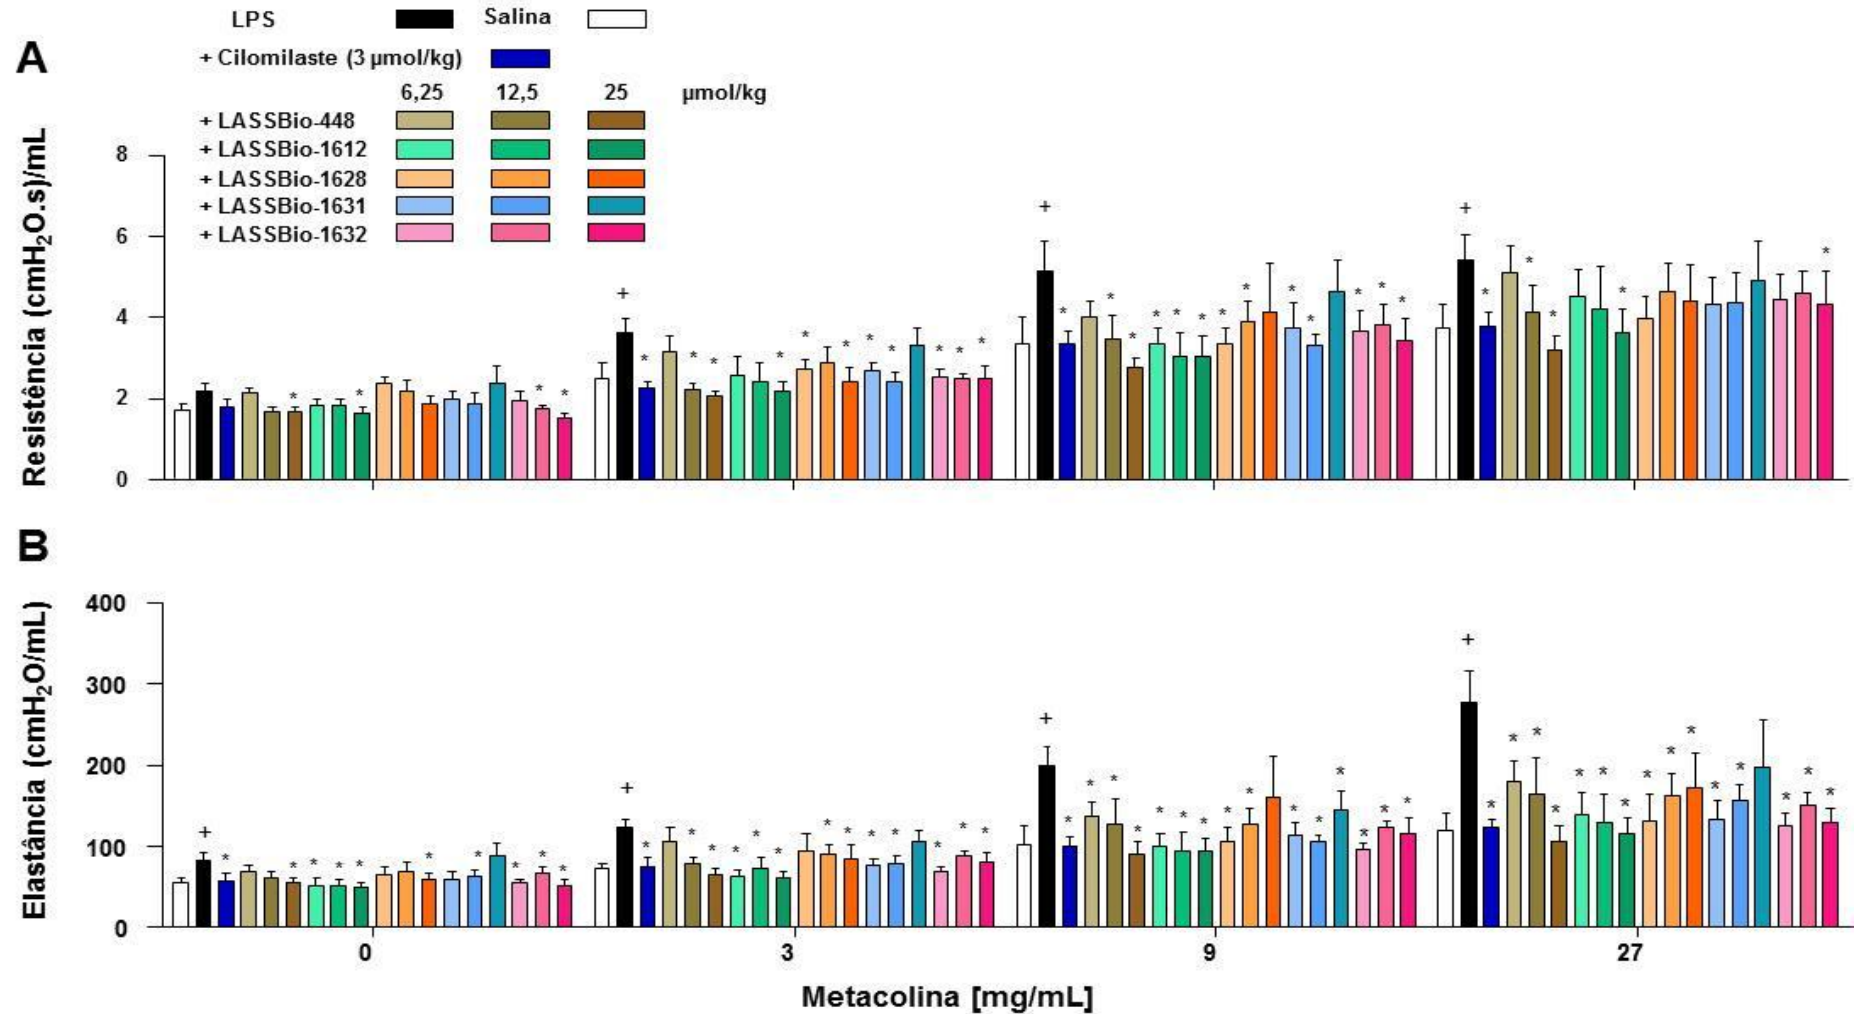 LPS Salina
A
+ Cilomilaste (3 µmol/kg)
6,25 12,5 25 µmol/kg
+ LASSBio-448
+ LASSBio-1612
+ LASSBio-1628
+ LASSBio-1631
+ LASSBio-1632
Resistência (cmH₂O.s)/mL
8
6
4
2
0
B
Elastância (cmH₂O/mL)
400
300
200
100
0
0 3 9 27
Metacolina [mg/mL]